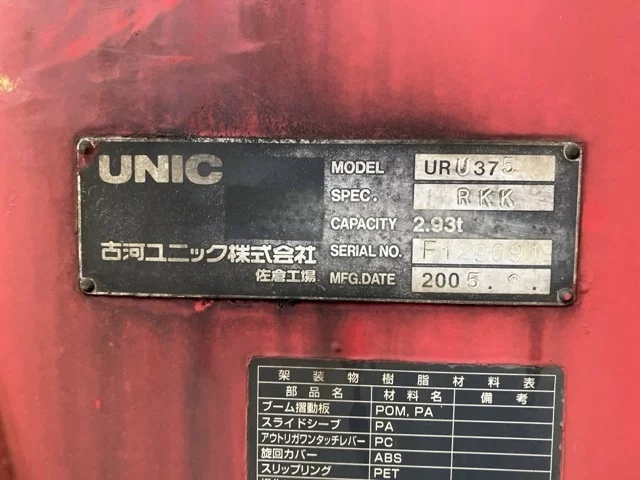 UNIC
MODEL URU375
SPEC. RKK
CAPACITY 2.93t
古河ユニック株式会社
SERIAL NO.
佐倉工場
MFG.DATE 2005.
架装物樹脂材料表
部品名 材料名 備考
ブーム摺動板 POM, PA
スライドシーブ PA
アウトリガワンタッチレバー PC
旋回カバー ABS
スリップリング PET